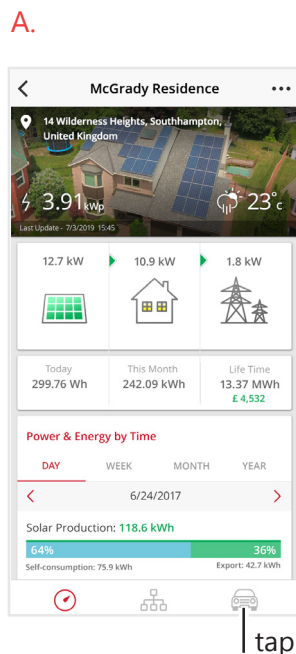 A.
McGrady Residence
14 Wilderness Heights, Southhampton,
United Kingdom
3.91kWp
23°c
Last Update - 7/3/2019 15:45
12.7 kW
10.9 kW
1.8 kW
Today
This Month
Life Time
299.76 Wh
242.09 kWh
13.37 MWh
£ 4,532
Power & Energy by Time
DAY
WEEK
MONTH
YEAR
6/24/2017
Solar Production: 118.6 kWh
64%
36%
Self-consumption: 75.9 kWh
Export: 42.7 kWh
tap